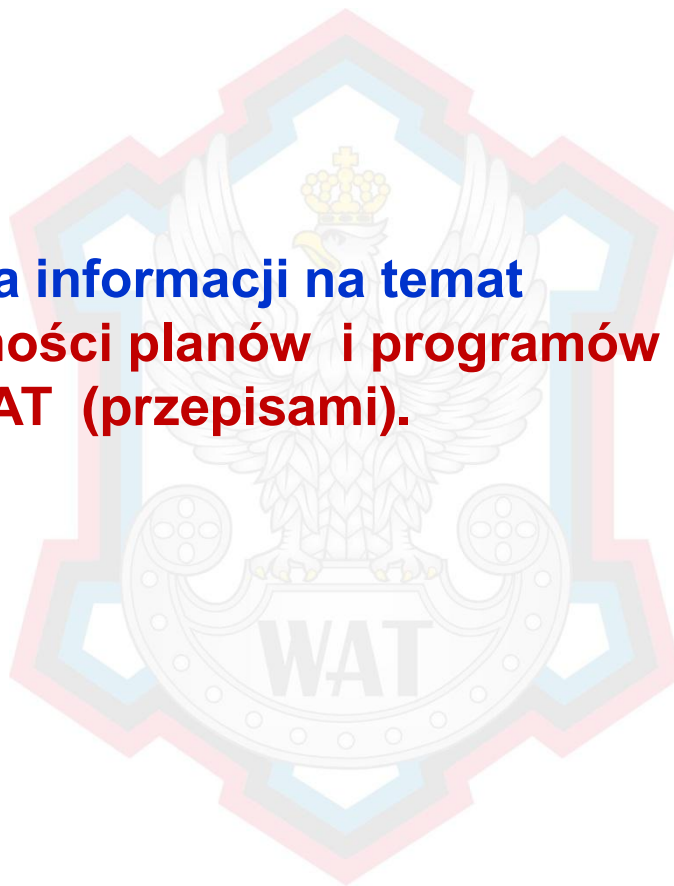 a informacji na temat
ności planów i programów
AT (przepisami).
WAT